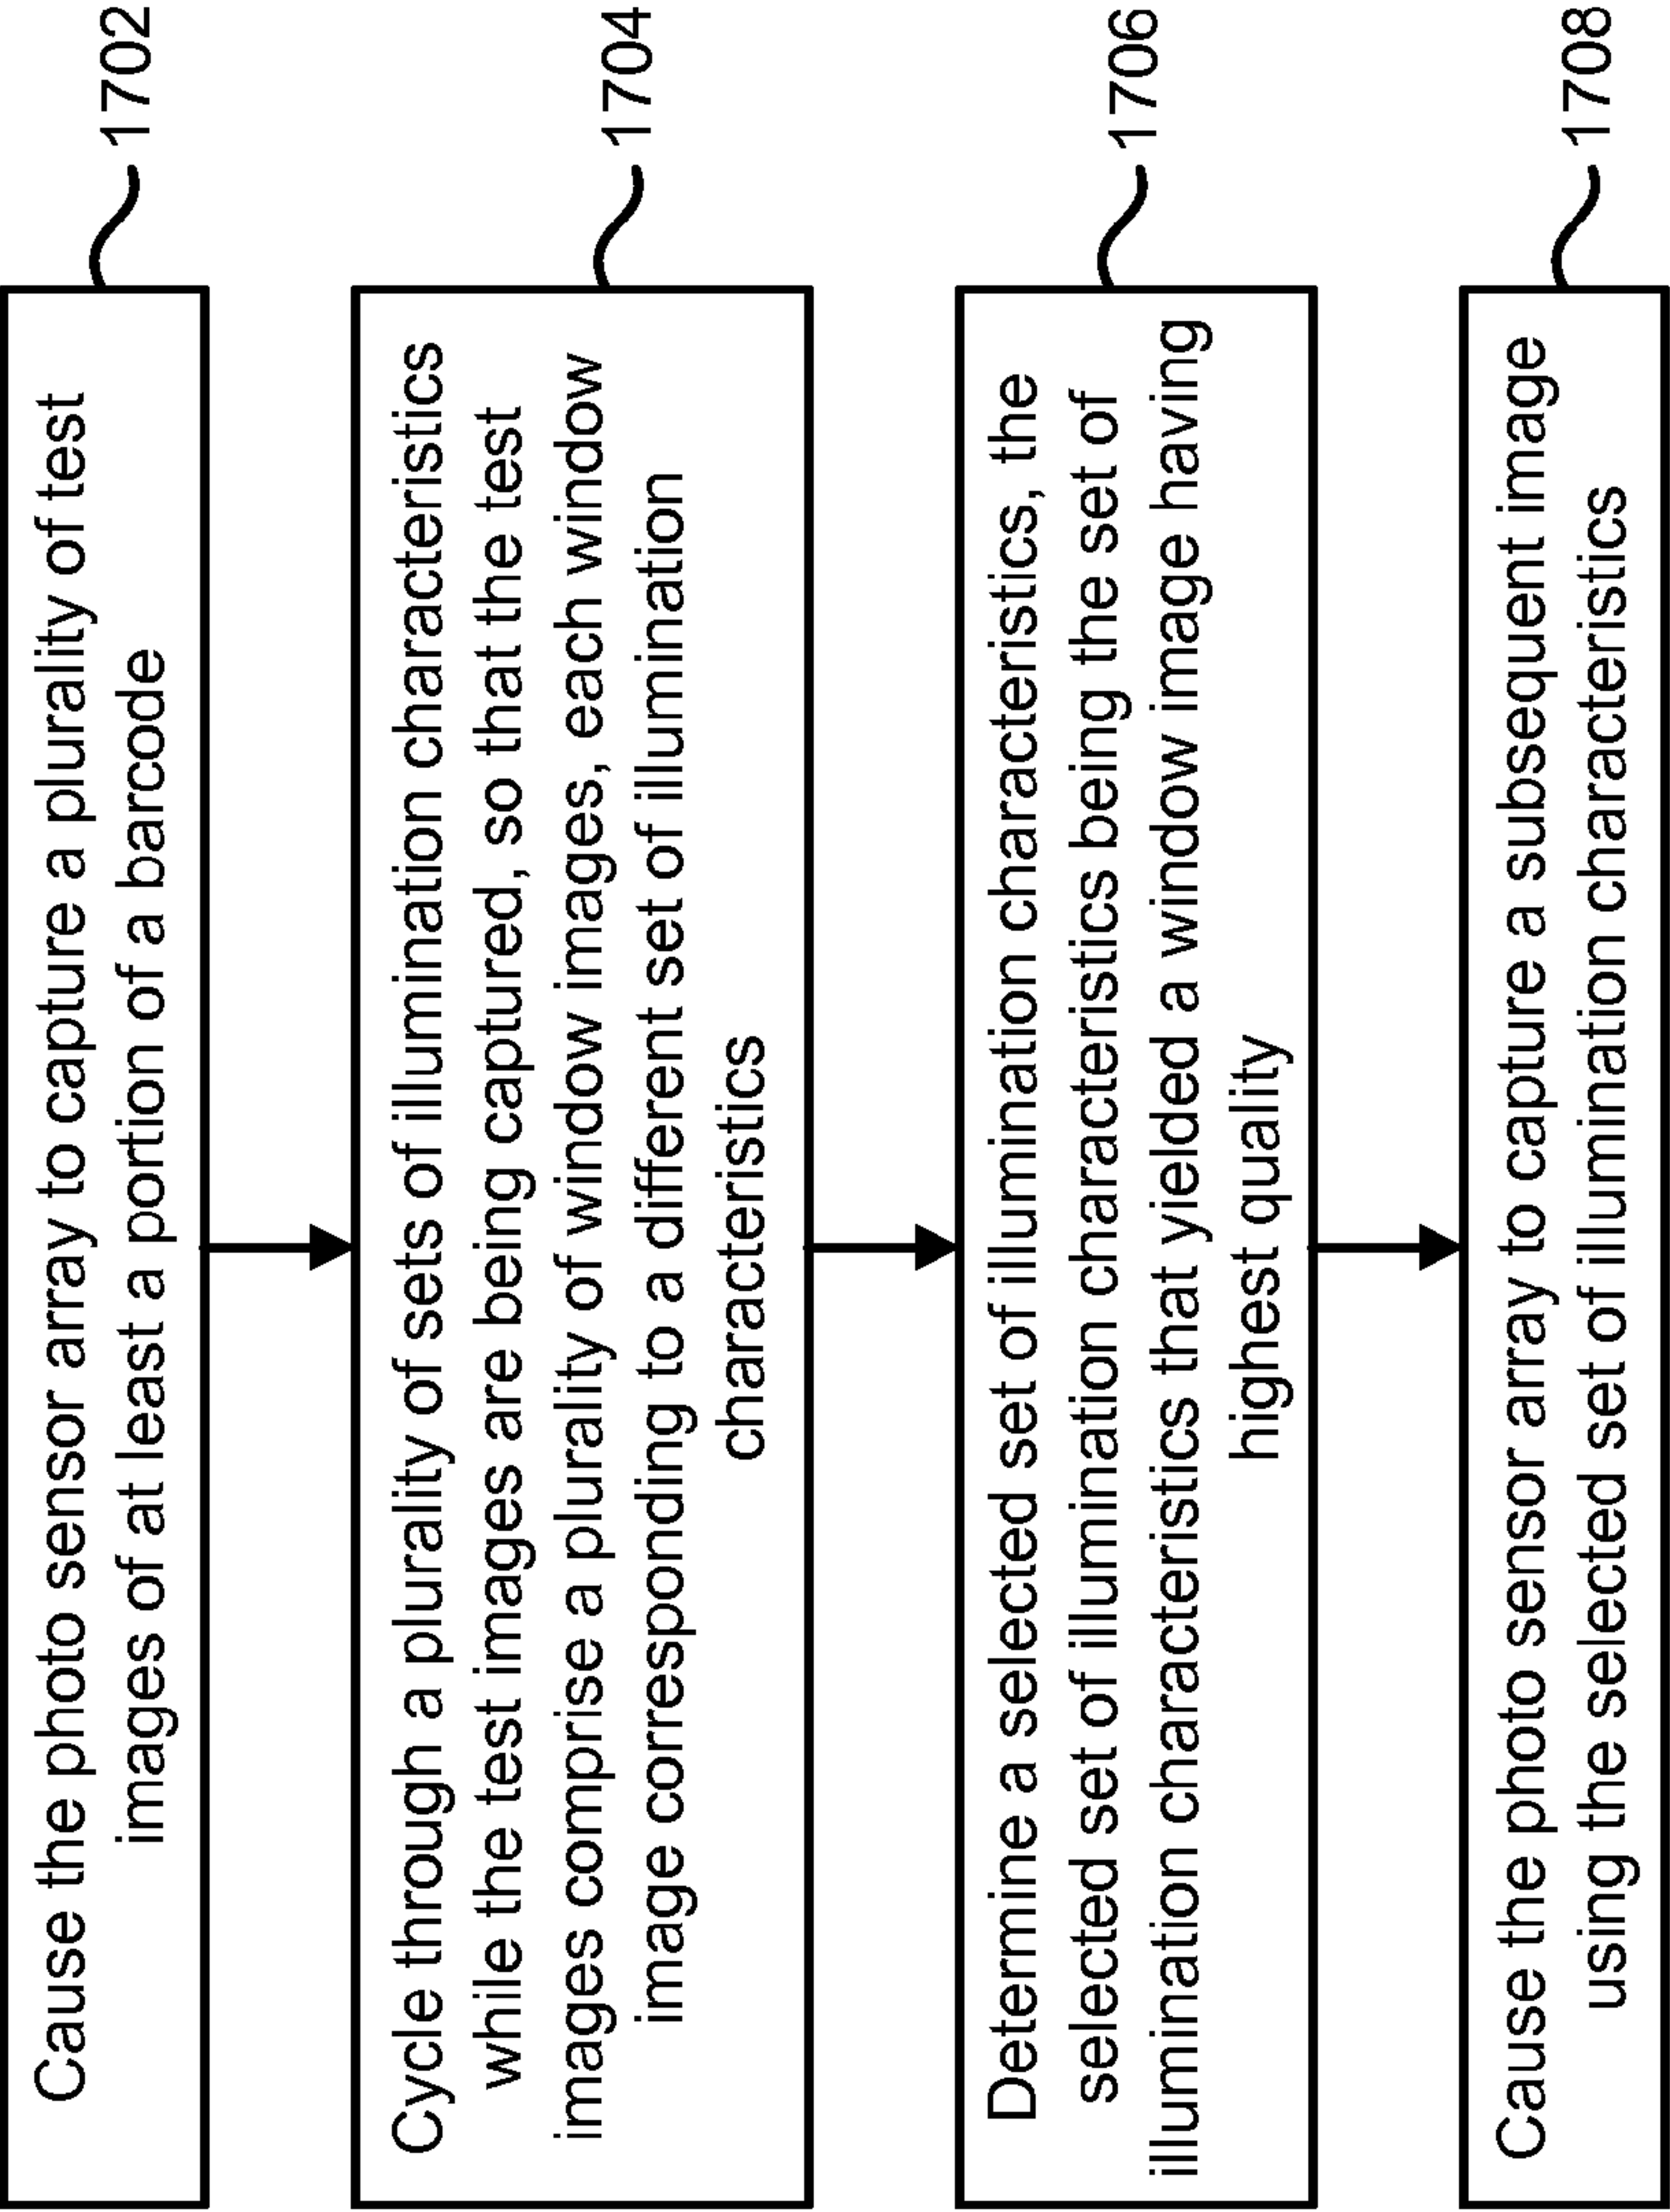 Cause the photo sensor array to capture a plurality of test
images of at least a portion of a barcode
1702
Cycle through a plurality of sets of illumination characteristics
while the test images are being captured, so that the test
images comprise a plurality of window images, each window
image corresponding to a different set of illumination
characteristics
1704
Determine a selected set of illumination characteristics, the
selected set of illumination characteristics being the set of
illumination characteristics that yielded a window image having
highest quality
1706
Cause the photo sensor array to capture a subsequent image
using the selected set of illumination characteristics
1708